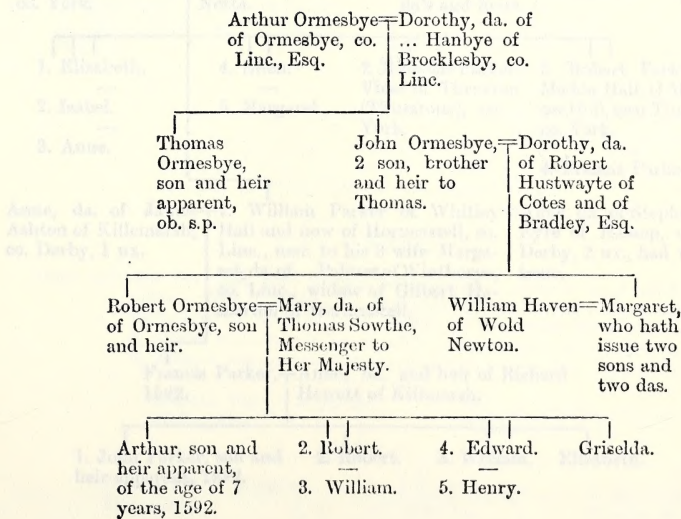 Arthur Ormesbye=Dorothy, da. of
of Ormesbye, co.
Linc., Esq.
... Hanbye of
Brocklesby, co.
Linc.
Thomas
Ormesbye,
son and heir
apparent,
ob. s.p.
John Ormesbye,=Dorothy, da.
2 son, brother
and heir to
Thomas.
of Robert
Hustwayte of
Cotes and of
Bradley, Esq.
Robert Ormesbye=Mary, da. of
of Ormesbye, son
and heir.
Thomas Sowthe,
Messenger to
Her Majesty.
William Haven=Margaret,
of Wold
Newton.
who hath
issue two
sons and
two das.
Arthur, son and
heir apparent,
of the age of 7
years, 1592.
2. Robert.
3. William.
4. Edward.
5. Henry.
Griselda.